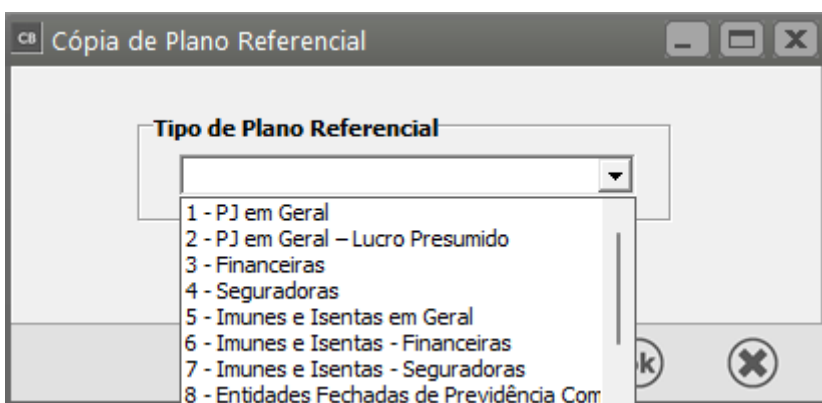 CB Cópia de Plano Referencial
Tipo de Plano Referencial
1 - PJ em Geral
2 - PJ em Geral – Lucro Presumido
3 - Financeiras
4 - Seguradoras
5 - Imunes e Isentas em Geral
6 - Imunes e Isentas - Financeiras
7 - Imunes e Isentas - Seguradoras
8 - Entidades Fechadas de Previdência Com